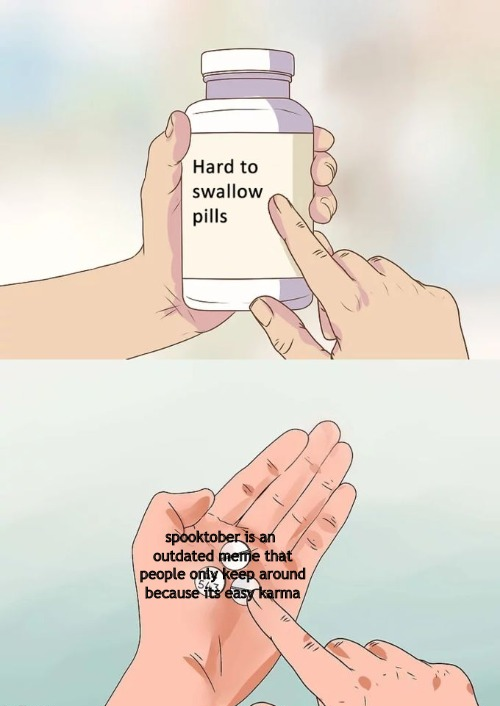 Hard to
swallow
pills
spooktober is an
outdated meme that
people only keep around
because its easy karma